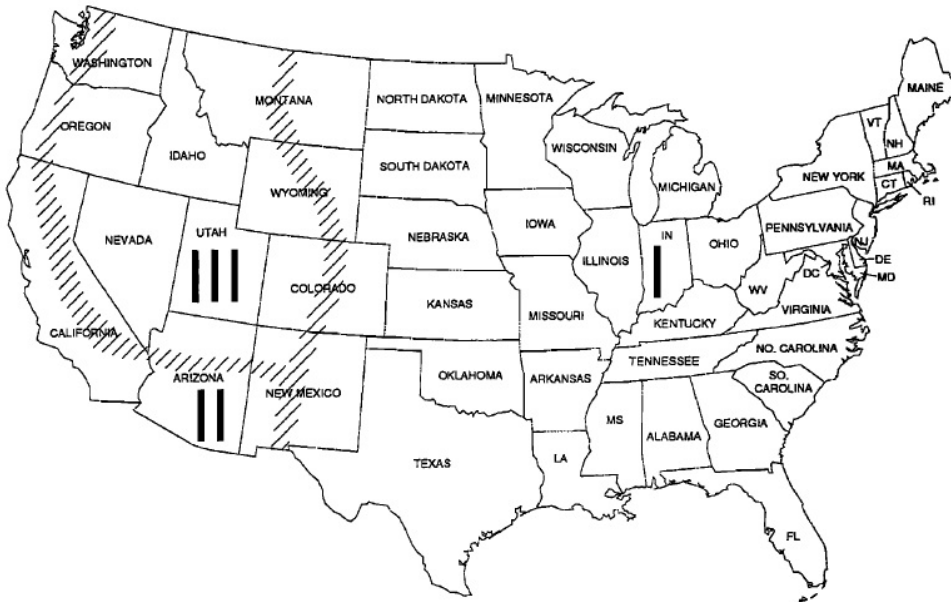 WASHINGTON
MONTANA
NORTH DAKOTA
MINNESOTA
MAINE
OREGON
IDAHO
WYOMING
SOUTH DAKOTA
WISCONSIN
MICHIGAN
NEW YORK
VT
NH
MA
CT
RI
NEVADA
UTAH
COLORADO
NEBRASKA
IOWA
ILLINOIS
IN
OHIO
PENNSYLVANIA
NJ
DE
MD
DC
WV
VIRGINIA
CALIFORNIA
KANSAS
MISSOURI
KENTUCKY
NO. CAROLINA
TENNESSEE
ARIZONA
NEW MEXICO
OKLAHOMA
ARKANSAS
SO.
CAROLINA
MS
ALABAMA
GEORGIA
TEXAS
LA
FL